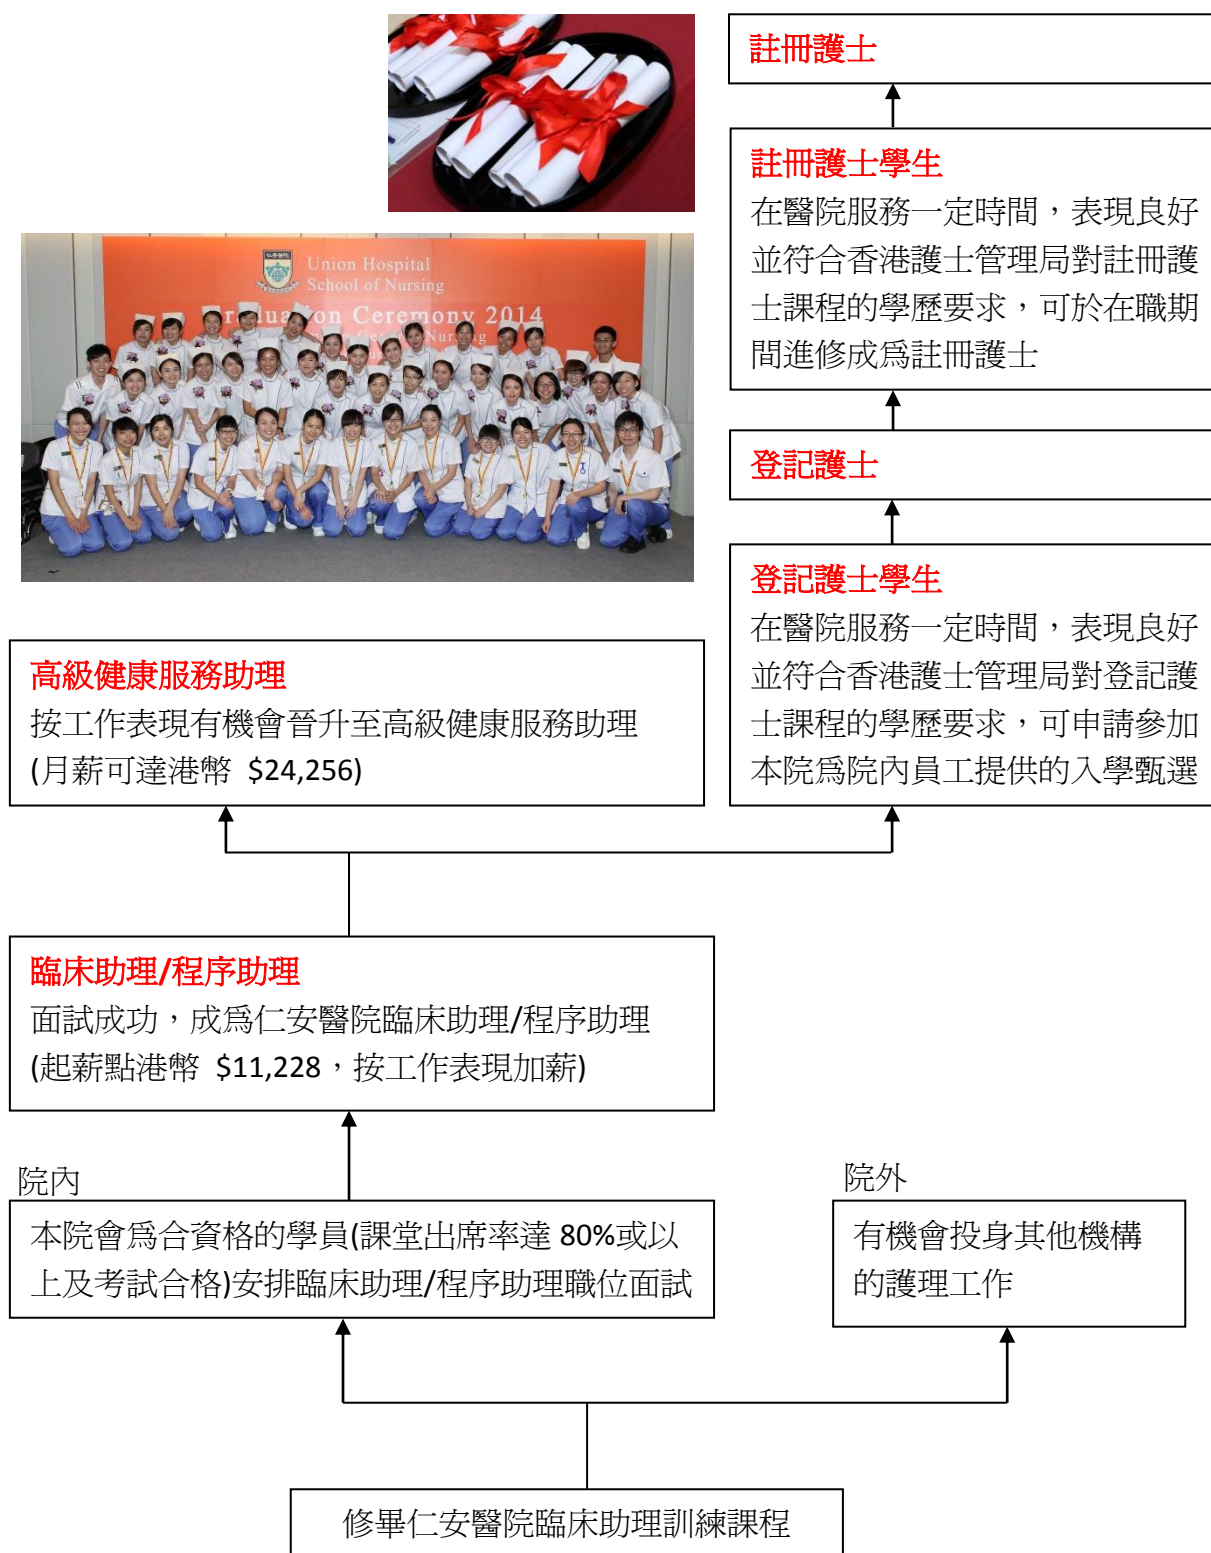 註冊護士
註冊護士學生
在醫院服務一定時間，表現良好
並符合香港護士管理局對註冊護
士課程的學歷要求，可於在職期
間進修成為註冊護士
仁安醫院
Union Hospital
School of Nursing
Graduation Ceremony 2014
登記護士
登記護士學生
在醫院服務一定時間，表現良好
並符合香港護士管理局對登記護
士課程的學歷要求，可申請參加
本院為院內員工提供的入學甄選
高級健康服務助理
按工作表現有機會晉升至高級健康服務助理
(月薪可達港幣 $24,256)
臨床助理/程序助理
面試成功，成為仁安醫院臨床助理/程序助理
(起薪點港幣 $11,228，按工作表現加薪)
院內
本院會為合資格的學員(課堂出席率達 80%或以
上及考試合格)安排臨床助理/程序助理職位面試
院外
有機會投身其他機構
的護理工作
修畢仁安醫院臨床助理訓練課程